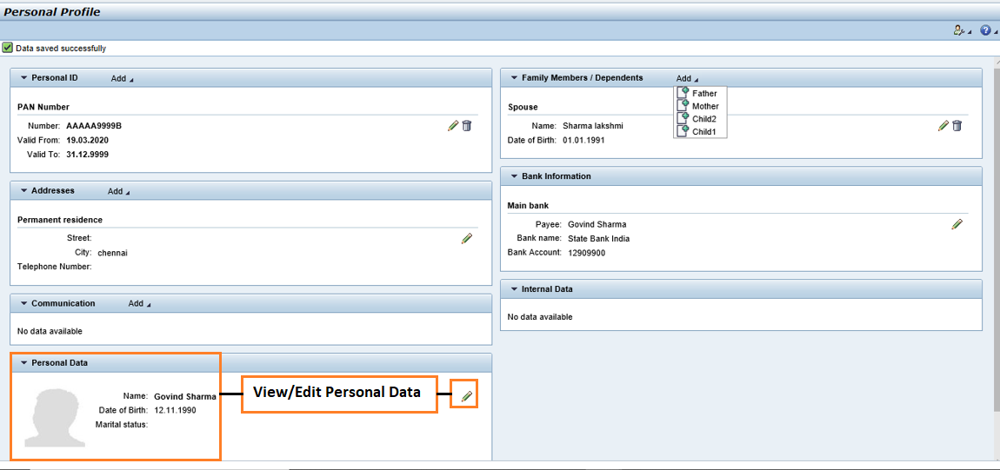 Personal Profile
Data saved successfully
Personal ID Add
PAN Number
Number: AAAAA9999B
Valid From: 19.03.2020
Valid To: 31.12.9999
Addresses Add
Permanent residence
Street:
City: chennai
Telephone Number:
Communication Add
No data available
Personal Data
Name: Govind Sharma
Date of Birth: 12.11.1990
Marital status:
View/Edit Personal Data
Family Members / Dependents Add
Father
Mother
Child2
Child1
Spouse
Name: Sharma lakshmi
Date of Birth: 01.01.1991
Bank Information
Main bank
Payee: Govind Sharma
Bank name: State Bank India
Bank Account: 12909900
Internal Data
No data available